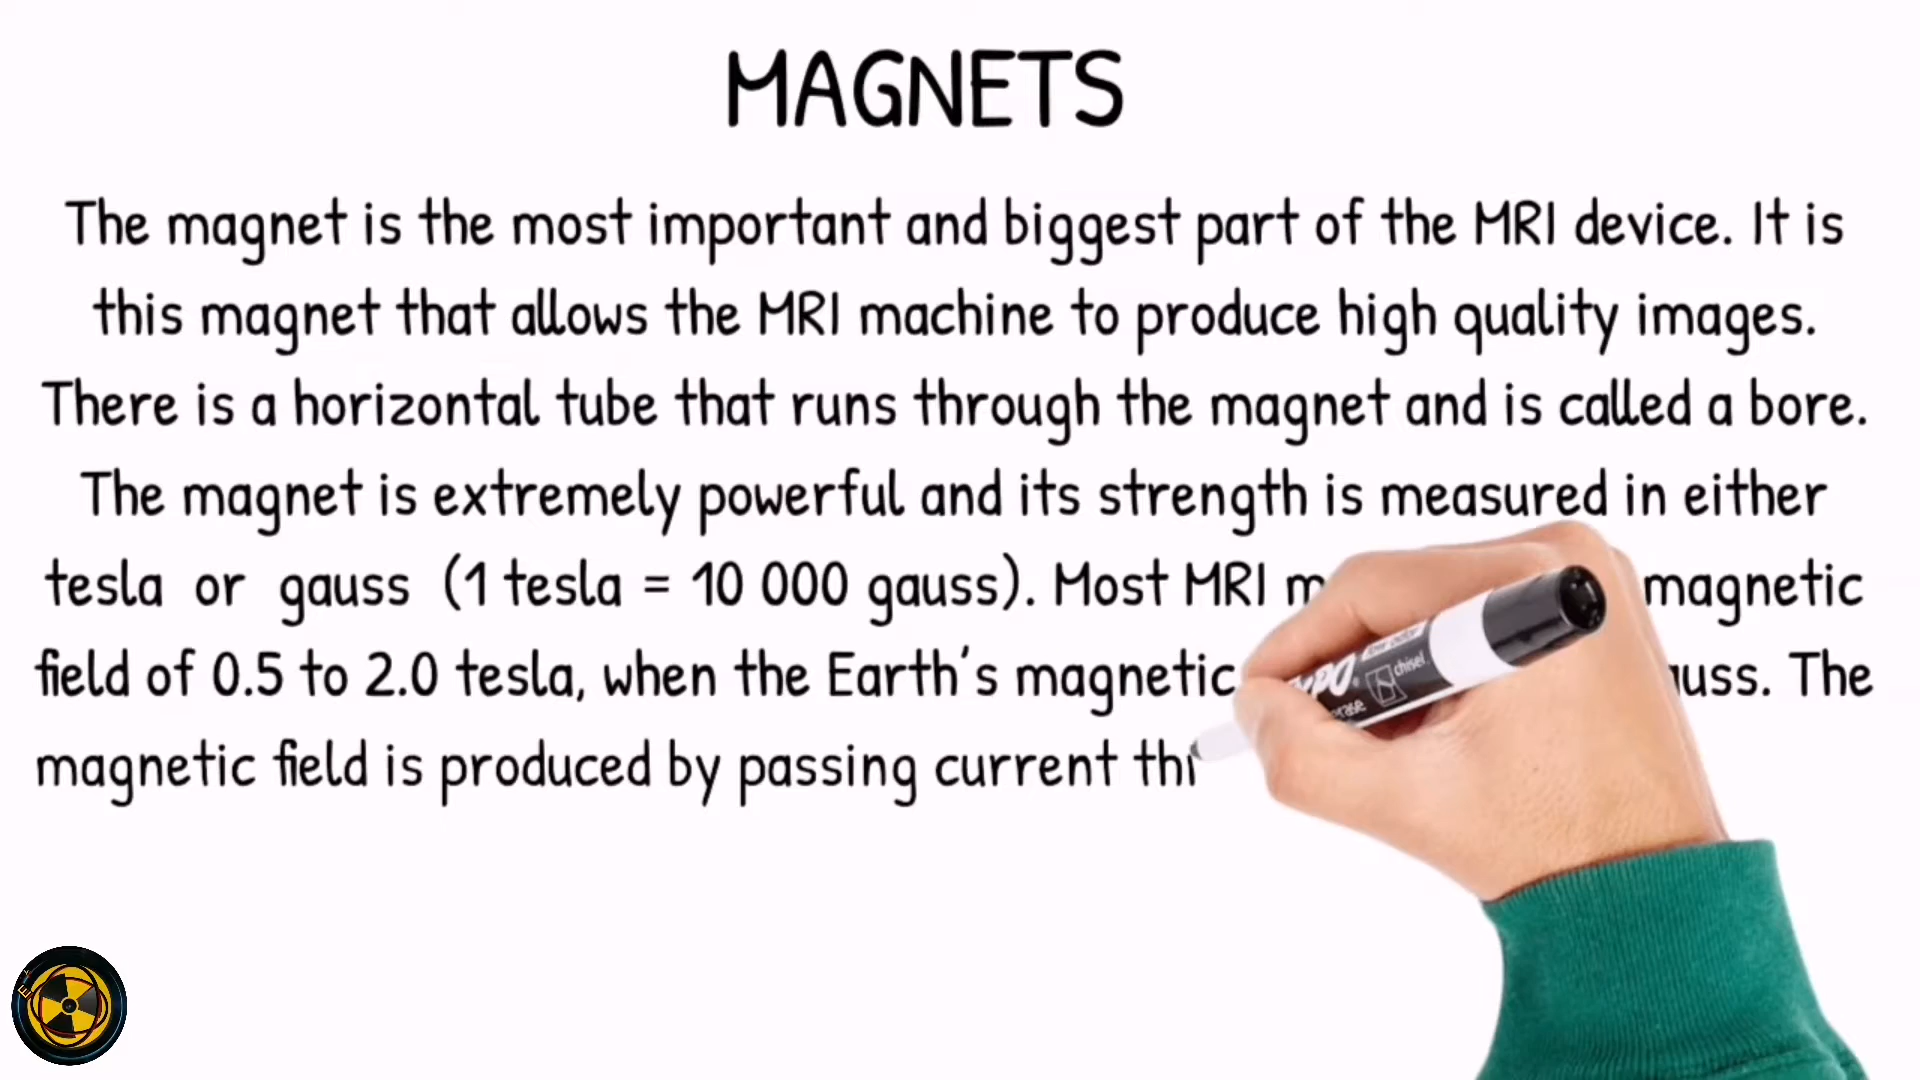 MAGNETS
The magnet is the most important and biggest part of the MRI device. It is
this magnet that allows the MRI machine to produce high quality images.
There is a horizontal tube that runs through the magnet and is called a bore.
The magnet is extremely powerful and its strength is measured in either
tesla or gauss (1 tesla = 10 000 gauss). Most MRI magnetic
field of 0.5 to 2.0 tesla, when the Earth's magnetic The
magnetic field is produced by passing current
low odor
chisel